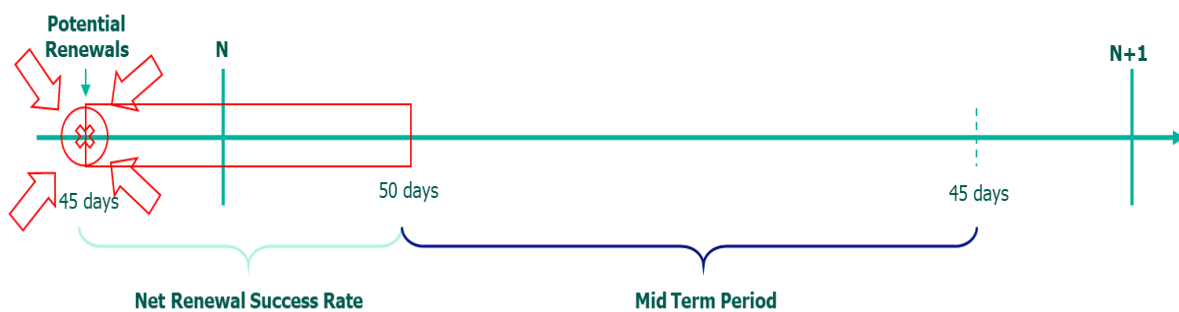 Potential
Renewals
N
N+1
45 days
50 days
45 days
Net Renewal Success Rate
Mid Term Period